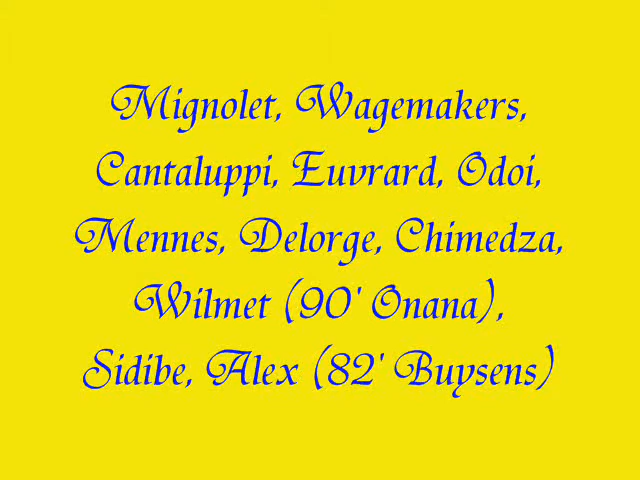 Mignolet, Wagemakers,
Cantaluppi, Euvrard, Odoi,
Mennes, Delorge, Chimedza,
Wilmet (90' Onana),
Sidibe, Alex (82' Buysens)